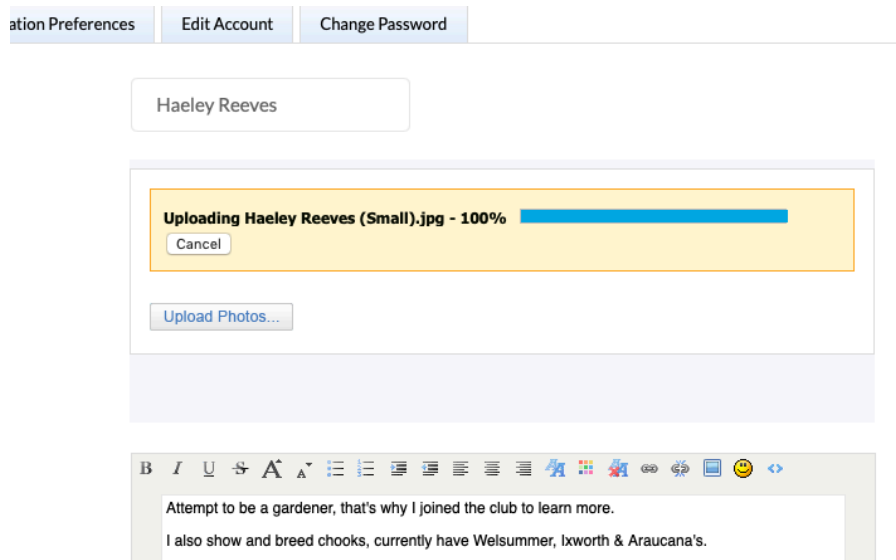 ation Preferences Edit Account Change Password
Haeley Reeves
Uploading Haeley Reeves (Small).jpg - 100%
Cancel
Upload Photos...
B I U S A A
Attempt to be a gardener, that's why I joined the club to learn more.
I also show and breed chooks, currently have Welsummer, Ixworth & Araucana's.